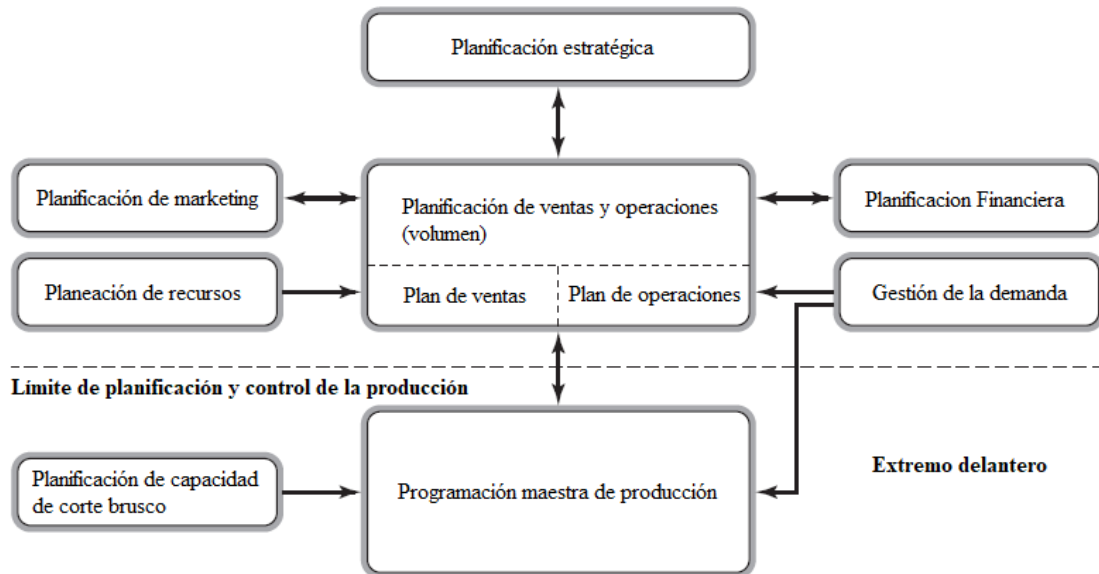 Planificación estratégica
Planificación de marketing
Planificación de ventas y operaciones
(volumen)
Planificacion Financiera
Planeación de recursos
Plan de ventas
Plan de operaciones
Gestión de la demanda
Límite de planificación y control de la producción
Planificación de capacidad
de corte brusco
Programación maestra de producción
Extremo delantero